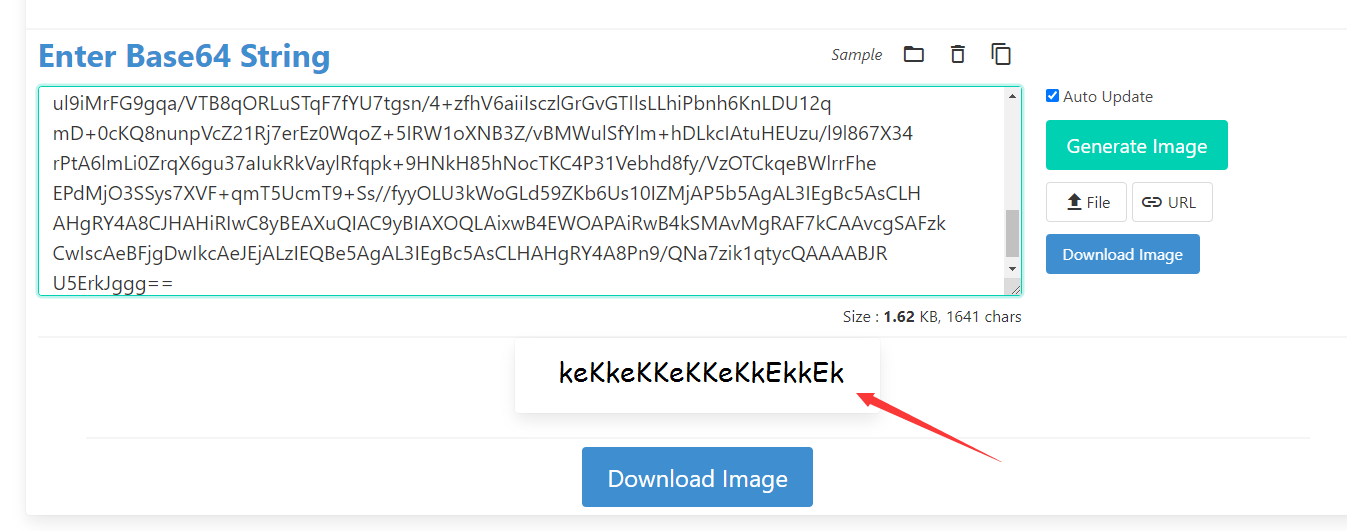 Enter Base64 String
Sample
ul9iMrFG9gqa/VTB8qORLuSTqF7fYU7tgsn/4+zfhV6aiiIsczlGrGvGTIlsLLhiPbnh6KnLDU12q
mD+0cKQ8nunpVcZ21Rj7erEz0WqoZ+5IRW1oXNB3Z/vBMWulSfYlm+hDLkcIAtuHEUzu/l9l867X34
rPtA6lmLi0ZrqX6gu37aIukRkVaylRfqpk+9HNkH85hNocTKC4P31Vebhd8fy/VzOTCkqeBWlrrFhe
EPdMjO3SSys7XVF+qmT5UcmT9+Ss//fyyOLU3kWoGLd59ZKb6Us10IZMjAP5b5AgAL3IEgBc5AsCLH
AHgRY4A8CJHAHiRIwC8yBEAXuQIAC9yBIAXOQLAixwB4EWOAPAiRwB4kSMAvMgRAF7kCAAvcgSAFzk
CwIscAeBFjgDwIkcAeJEjALzIEQBe5AgAL3IEgBc5AsCLHAHgRY4A8Pn9/QNa7zik1qtycQAAAABJR
U5ErkJggg==
Auto Update
Generate Image
File
URL
Download Image
Size : 1.62 KB, 1641 chars
keKkeKKeKKeKkEkkEk
Download Image